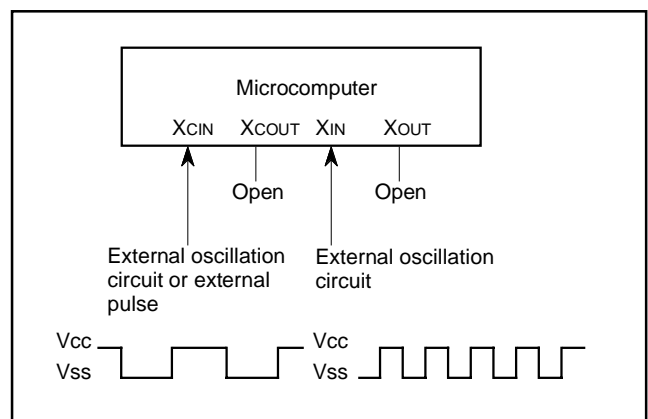 Microcomputer
XCIN XCOUT XIN XOUT
Open Open
External oscillation
circuit or external
pulse
External oscillation
circuit
Vcc
Vss
Vcc
Vss